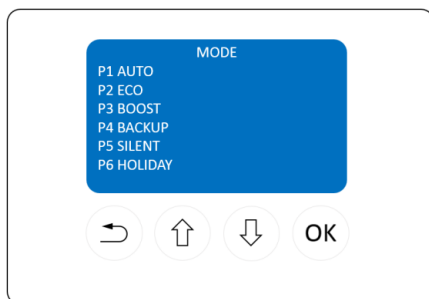 MODE
P1 AUTO
P2 ECO
P3 BOOST
P4 BACKUP
P5 SILENT
P6 HOLIDAY
OK